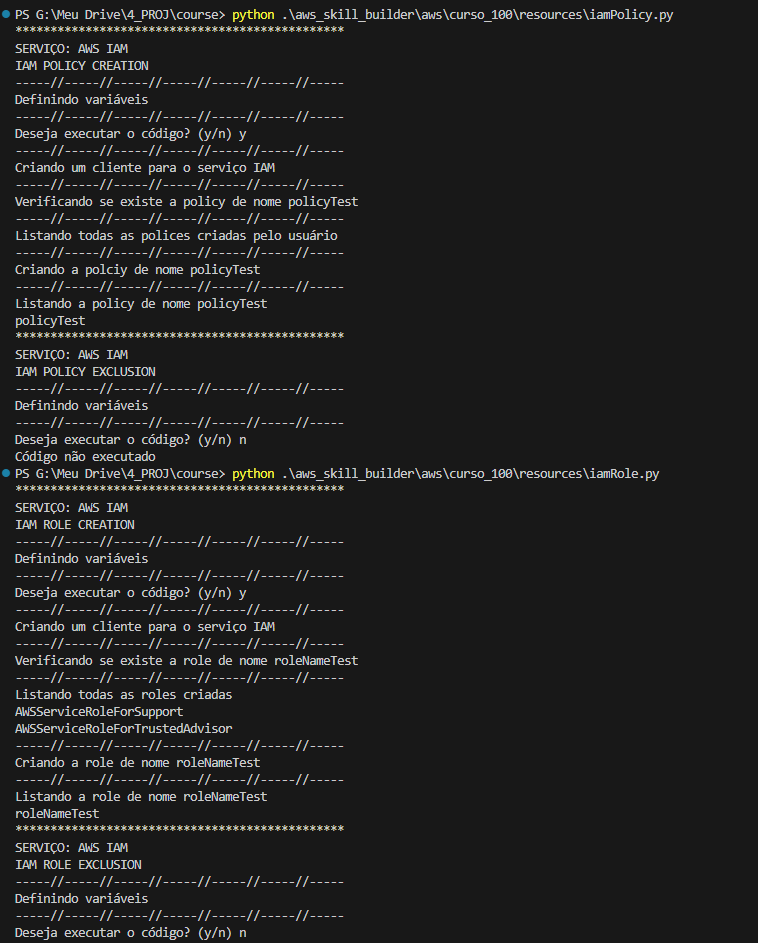 PS G:\Meu Drive\4_PROJ\course> python .\aws_skill_builder\aws\curso_100\resources\iamPolicy.py
***********************************************
SERVIÇO: AWS IAM
IAM POLICY CREATION
-----//-----//-----//-----//-----//-----//-----
Definindo variáveis
-----//-----//-----//-----//-----//-----//-----
Deseja executar o código? (y/n) y
-----//-----//-----//-----//-----//-----//-----
Criando um cliente para o serviço IAM
-----//-----//-----//-----//-----//-----//-----
Verificando se existe a policy de nome policyTest
-----//-----//-----//-----//-----//-----//-----
Listando todas as polices criadas pelo usuário
-----//-----//-----//-----//-----//-----//-----
Criando a polciy de nome policyTest
-----//-----//-----//-----//-----//-----//-----
Listando a policy de nome policyTest
policyTest
***********************************************
SERVIÇO: AWS IAM
IAM POLICY EXCLUSION
-----//-----//-----//-----//-----//-----//-----
Definindo variáveis
-----//-----//-----//-----//-----//-----//-----
Deseja executar o código? (y/n) n
Código não executado
PS G:\Meu Drive\4_PROJ\course> python .\aws_skill_builder\aws\curso_100\resources\iamRole.py
***********************************************
SERVIÇO: AWS IAM
IAM ROLE CREATION
-----//-----//-----//-----//-----//-----//-----
Definindo variáveis
-----//-----//-----//-----//-----//-----//-----
Deseja executar o código? (y/n) y
-----//-----//-----//-----//-----//-----//-----
Criando um cliente para o serviço IAM
-----//-----//-----//-----//-----//-----//-----
Verificando se existe a role de nome roleNameTest
-----//-----//-----//-----//-----//-----//-----
Listando todas as roles criadas
AWSServiceRoleForSupport
AWSServiceRoleForTrustedAdvisor
-----//-----//-----//-----//-----//-----//-----
Criando a role de nome roleNameTest
-----//-----//-----//-----//-----//-----//-----
Listando a role de nome roleNameTest
roleNameTest
***********************************************
SERVIÇO: AWS IAM
IAM ROLE EXCLUSION
-----//-----//-----//-----//-----//-----//-----
Definindo variáveis
-----//-----//-----//-----//-----//-----//-----
Deseja executar o código? (y/n) n